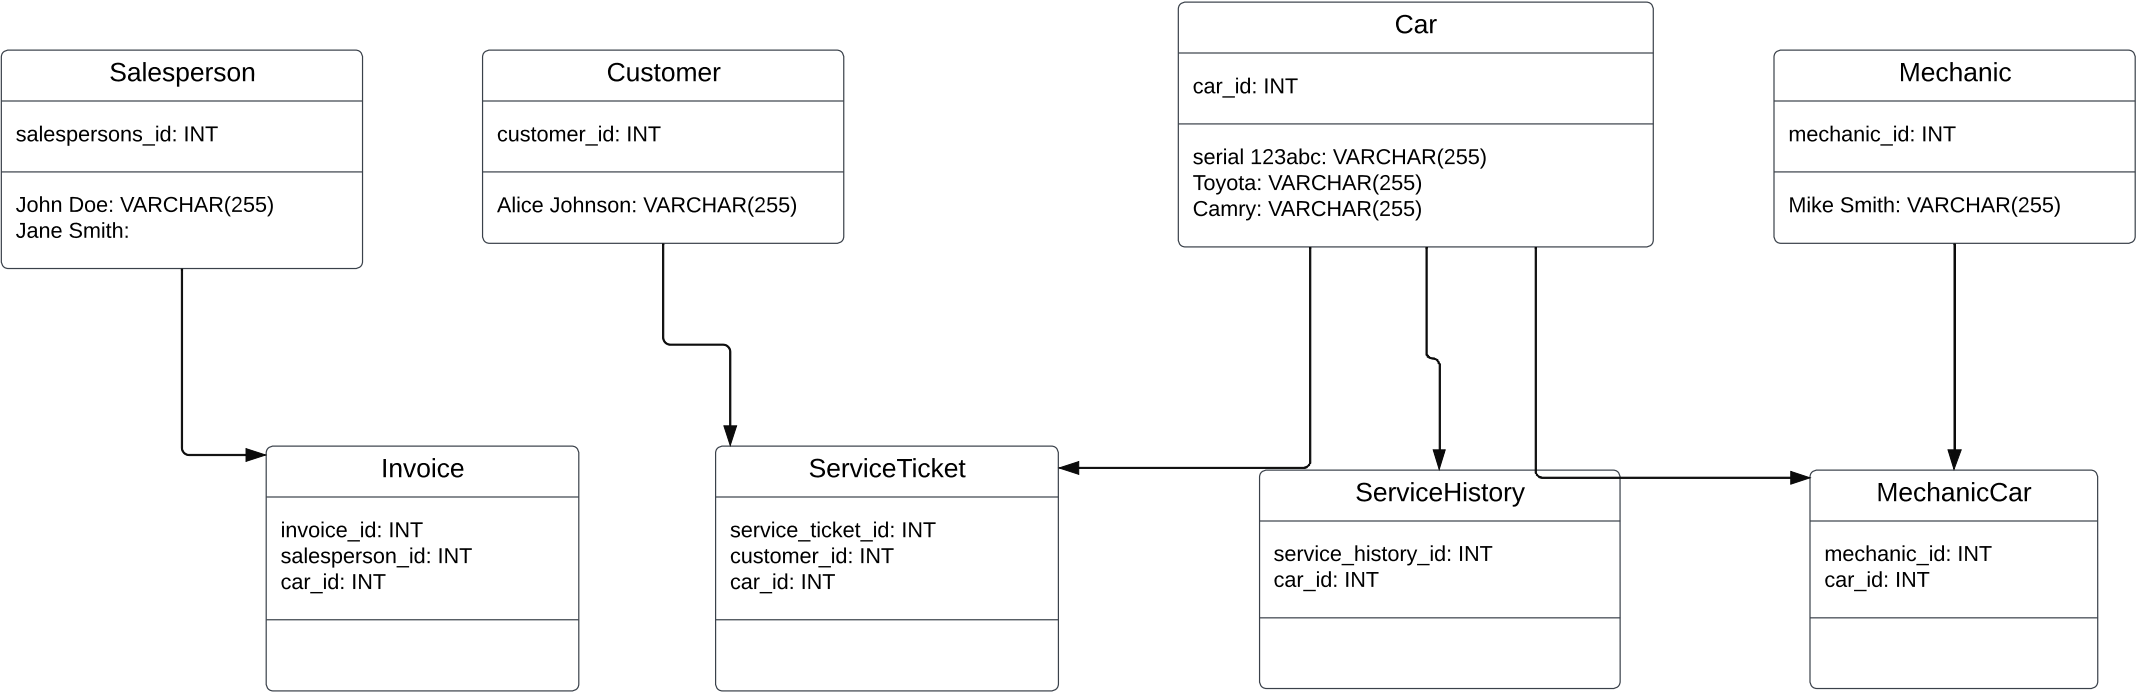 Salesperson
salespersons_id: INT
John Doe: VARCHAR(255)
Jane Smith:
Customer
customer_id: INT
Alice Johnson: VARCHAR(255)
Car
car_id: INT
serial 123abc: VARCHAR(255)
Toyota: VARCHAR(255)
Camry: VARCHAR(255)
Mechanic
mechanic_id: INT
Mike Smith: VARCHAR(255)
Invoice
invoice_id: INT
salesperson_id: INT
car_id: INT
ServiceTicket
service_ticket_id: INT
customer_id: INT
car_id: INT
ServiceHistory
service_history_id: INT
car_id: INT
MechanicCar
mechanic_id: INT
car_id: INT